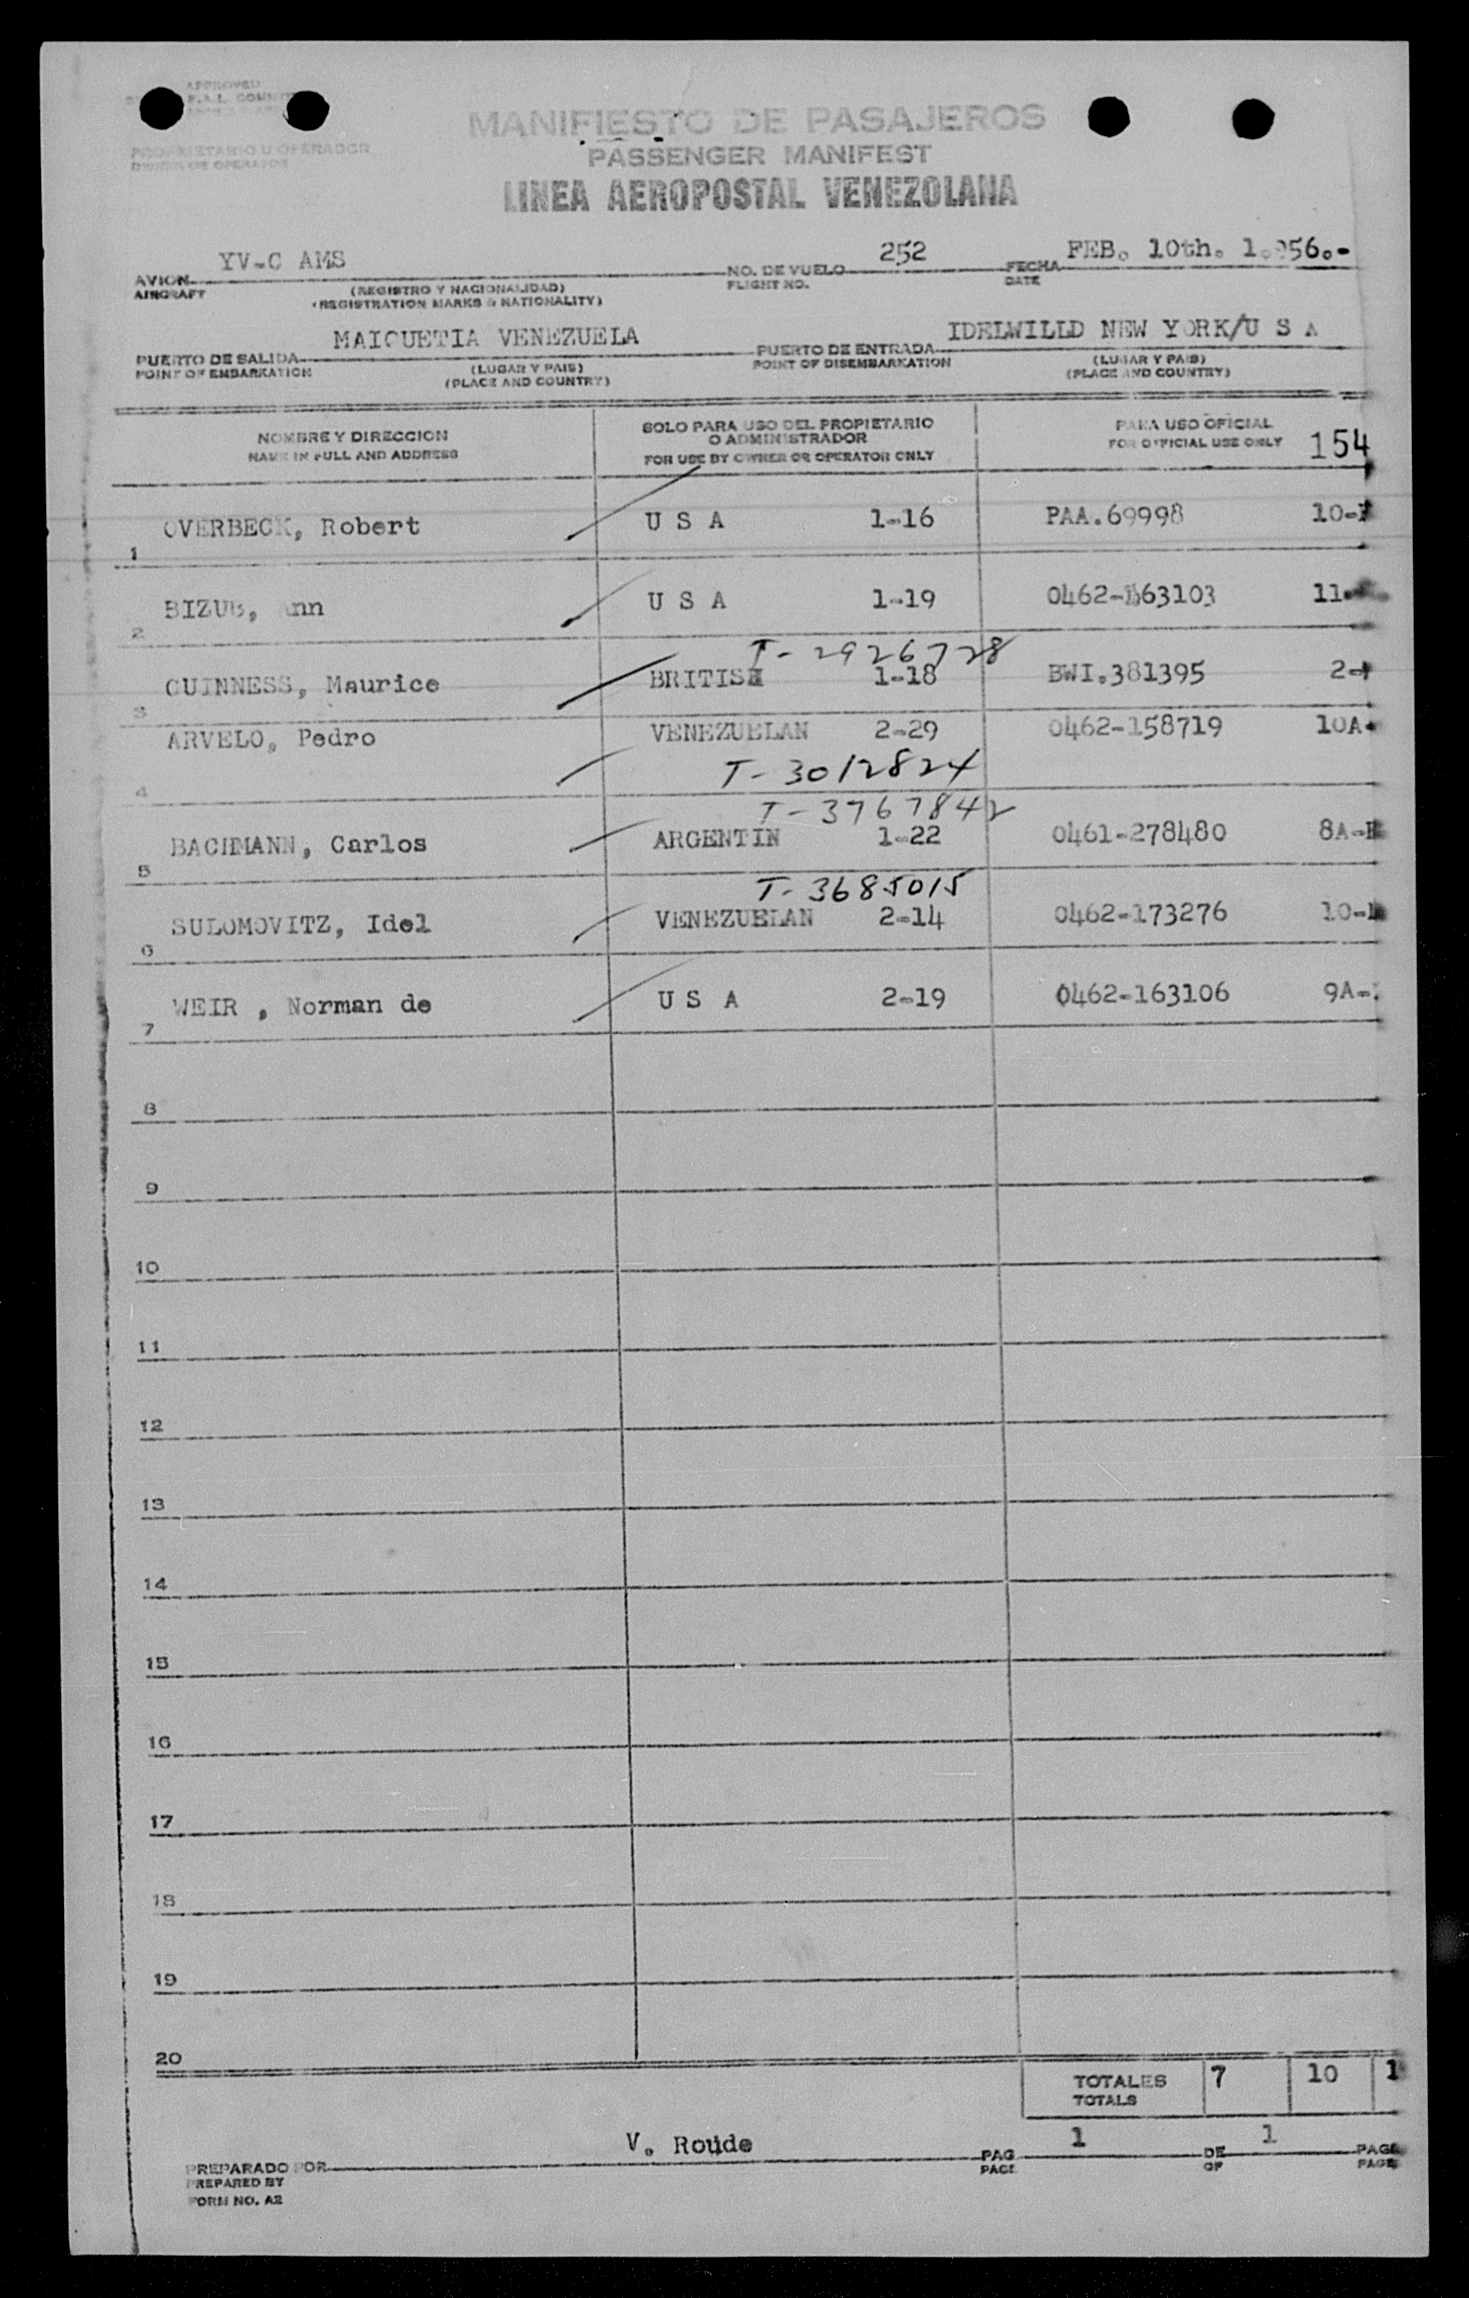 APPROVED
F.A.L.
PROPIETARIO U OPERADOR
OWNER OR OPERATOR
MANIFIESTO DE PASAJEROS
PASSENGER MANIFEST
LINEA AEROPOSTAL VENEZOLANA
AVION YV-C AMS NO. DE VUELO 252 FECHA FEB. 10th. 1.956.-
AIRCRAFT (REGISTRO Y NACIONALIDAD) FLIGHT NO. DATE
(REGISTRATION MARKS & NATIONALITY)
PUERTO DE SALIDA MAIQUETIA VENEZUELA PUERTO DE ENTRADA IDELWILLD NEW YORK/U S A
POINT OF EMBARKATION (LUGAR Y PAIS) POINT OF DISEMBARKATION (LUGAR Y PAIS)
(PLACE AND COUNTRY) (PLACE AND COUNTRY)
NOMBRE Y DIRECCION SOLO PARA USO DEL PROPIETARIO PARA USO OFICIAL
O ADMINISTRADOR
NAME IN FULL AND ADDRESS FOR USE BY OWNER OR OPERATOR ONLY FOR OFFICIAL USE ONLY 154
OVERBECK, Robert U S A 1-16 PAA.69998 10-
1
BIZUB, Ann U S A 1-19 0462-163103 11
2
T-2926728
GUINNESS, Maurice BRITISH 1-18 BWI.381395 2-
3
ARVELO, Pedro VENEZUELAN 2-29 0462-158719 10A
T-3012824
4
T-3767842
BACHMANN, Carlos ARGENTIN 1-22 0461-278480 8A-
5
T-3685015
SULOMOVITZ, Idel VENEZUELAN 2-14 0462-173276 10-
6
WEIR , Norman de U S A 2-19 0462-163106 9A-
7
8
9
10
11
12
13
14
15
16
17
18
19
20
TOTALES 7 10 1
TOTALS
PREPARADO POR V. Roude PAG 1 DE 1 PAGE
PREPARED BY PAGE OF PAGES
FORM NO. A2